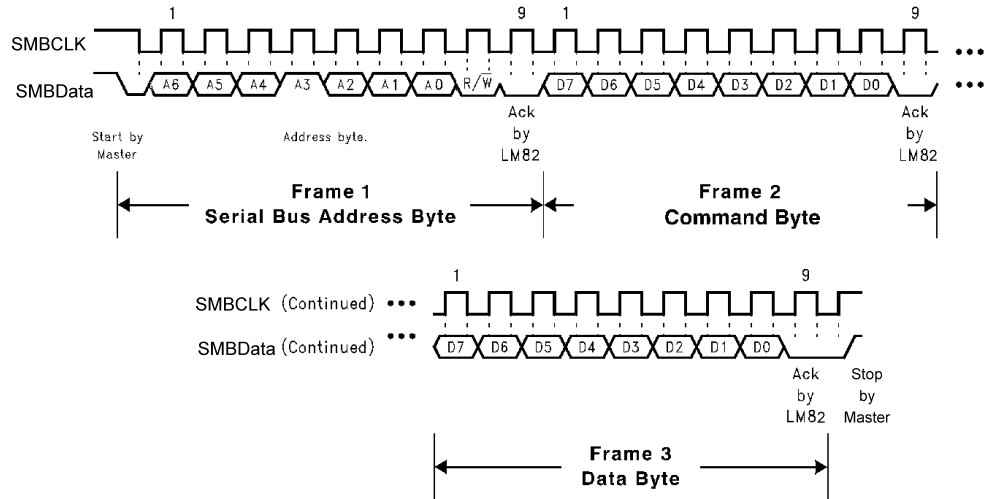 1 9 1 9
SMBCLK
SMBData A6 A5 A4 A3 A2 A1 A0 R/W̅ D7 D6 D5 D4 D3 D2 D1 D0
Start by
Master
Address byte.
Ack
by
LM82
Ack
by
LM82
Frame 1
Serial Bus Address Byte
Frame 2
Command Byte
1 9
SMBCLK (Continued)
SMBData (Continued) D7 D6 D5 D4 D3 D2 D1 D0
Ack
by
LM82
Stop
by
Master
Frame 3
Data Byte